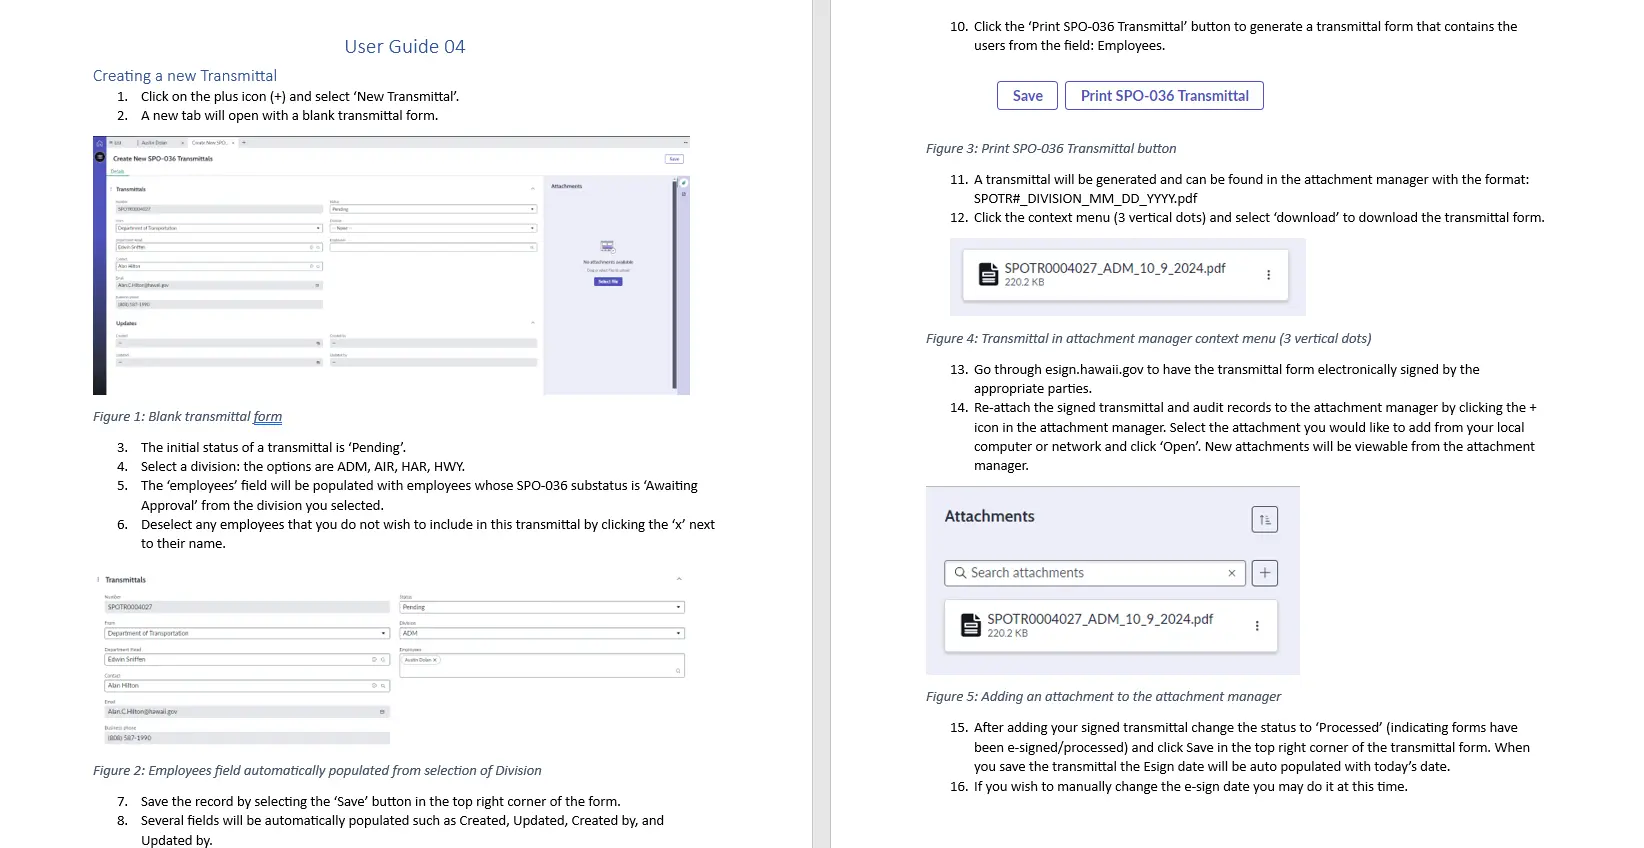 User Guide 04
Creating a new Transmittal
1. Click on the plus icon (+) and select ‘New Transmittal’.
2. A new tab will open with a blank transmittal form.
Create New SPO-036 Transmittals
Save
Details
Transmittals
Attachments
Number
SPOTR0004027
Pending
Department of Transportation
-- None --
Department Head
Edwin Sniffen
Alan Hilton
Email
Alan.C.Hilton@hawaii.gov
Business phone
(808) 587-1990
No attachments available
Select file
Updates
Figure 1: Blank transmittal form
3. The initial status of a transmittal is ‘Pending’.
4. Select a division: the options are ADM, AIR, HAR, HWY.
5. The ‘employees’ field will be populated with employees whose SPO-036 substatus is ‘Awaiting
Approval’ from the division you selected.
6. Deselect any employees that you do not wish to include in this transmittal by clicking the ‘x’ next
to their name.
Transmittals
Number
SPOTR0004027
Status
Pending
From
Department of Transportation
Division
ADM
Department Head
Edwin Sniffen
Employees
Austin Dolan ×
Contact
Alan Hilton
Email
Alan.C.Hilton@hawaii.gov
Business phone
(808) 587-1990
Figure 2: Employees field automatically populated from selection of Division
7. Save the record by selecting the ‘Save’ button in the top right corner of the form.
8. Several fields will be automatically populated such as Created, Updated, Created by, and
Updated by.
10. Click the ‘Print SPO-036 Transmittal’ button to generate a transmittal form that contains the
users from the field: Employees.
Save
Print SPO-036 Transmittal
Figure 3: Print SPO-036 Transmittal button
11. A transmittal will be generated and can be found in the attachment manager with the format:
SPOTR#_DIVISION_MM_DD_YYYY.pdf
12. Click the context menu (3 vertical dots) and select ‘download’ to download the transmittal form.
SPOTR0004027_ADM_10_9_2024.pdf
220.2 KB
Figure 4: Transmittal in attachment manager context menu (3 vertical dots)
13. Go through esign.hawaii.gov to have the transmittal form electronically signed by the
appropriate parties.
14. Re-attach the signed transmittal and audit records to the attachment manager by clicking the +
icon in the attachment manager. Select the attachment you would like to add from your local
computer or network and click ‘Open’. New attachments will be viewable from the attachment
manager.
Attachments
Search attachments
SPOTR0004027_ADM_10_9_2024.pdf
220.2 KB
Figure 5: Adding an attachment to the attachment manager
15. After adding your signed transmittal change the status to ‘Processed’ (indicating forms have
been e-signed/processed) and click Save in the top right corner of the transmittal form. When
you save the transmittal the Esign date will be auto populated with today’s date.
16. If you wish to manually change the e-sign date you may do it at this time.